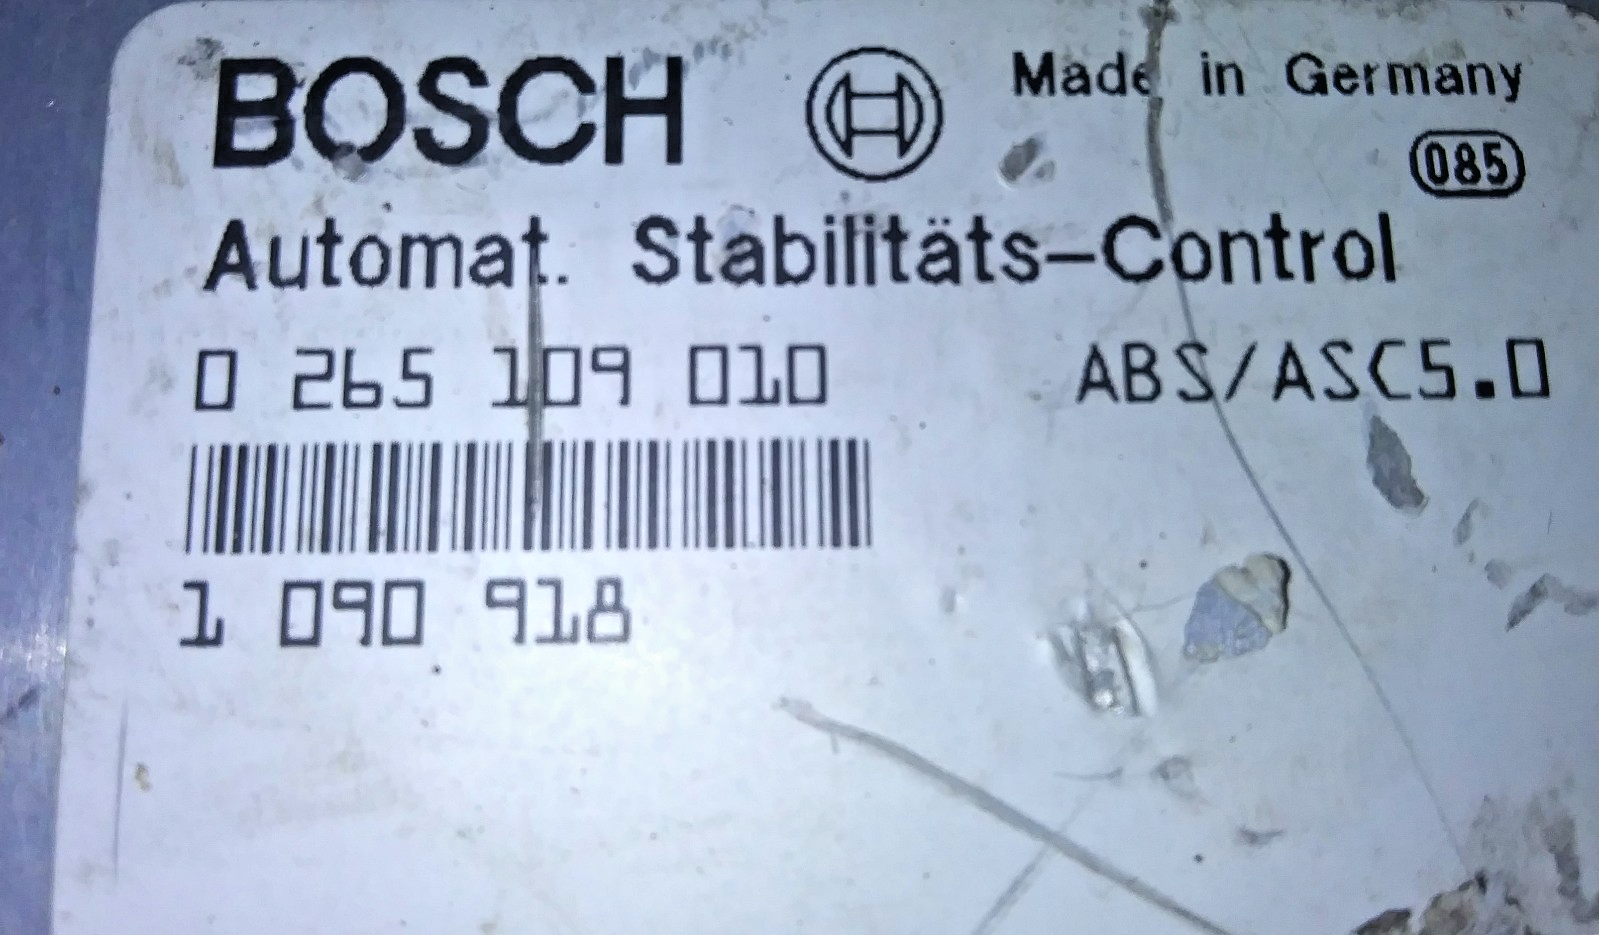 BOSCH Made in Germany
085
Automat. Stabilitäts-Control
0 265 109 010 ABS/ASC5.0
1 090 918